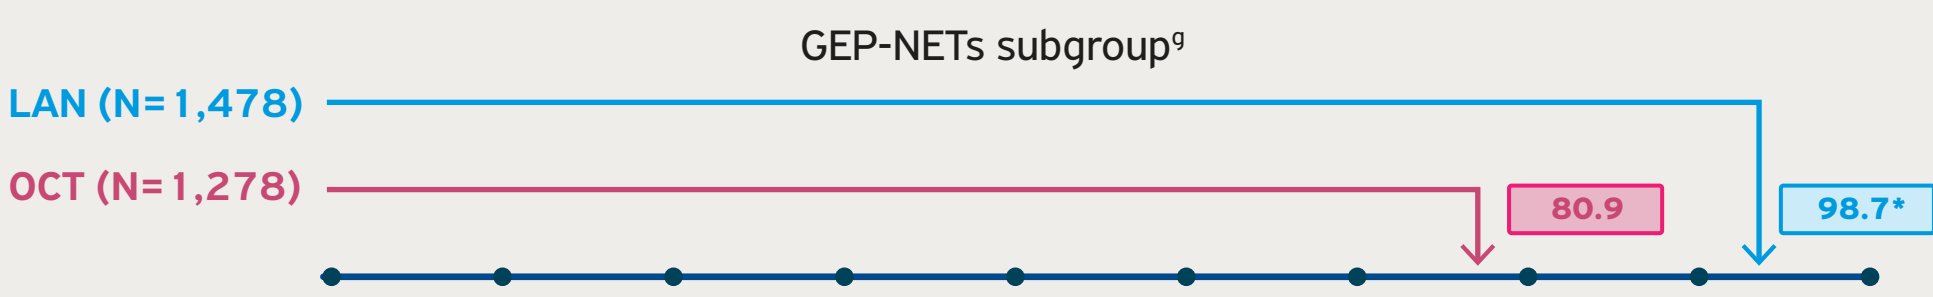 GEP-NETs subgroupᵍ
LAN (N=1,478)
OCT (N=1,278)
80.9
98.7*